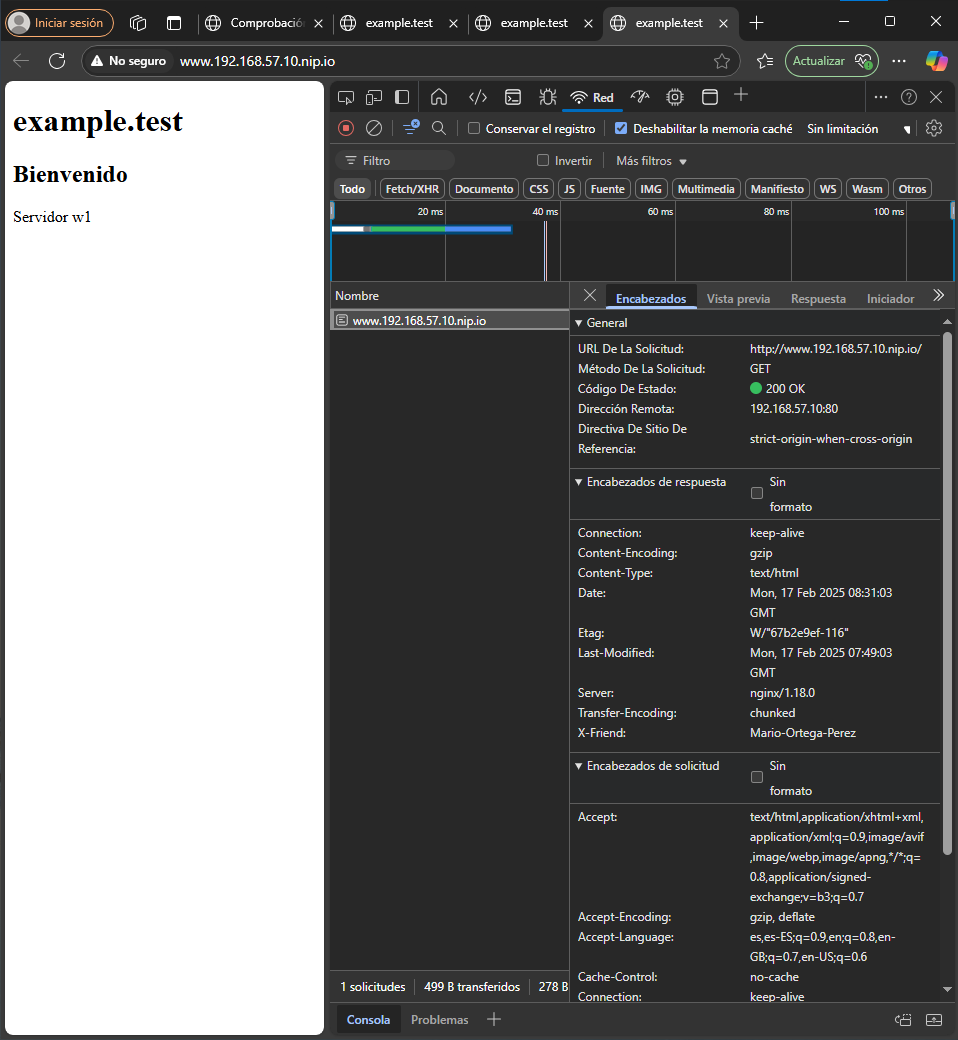 Iniciar sesión
Comprobació
example.test
example.test
example.test
No seguro www.192.168.57.10.nip.io
Actualizar
example.test
Bienvenido
Servidor w1
Red
Conservar el registro
Deshabilitar la memoria caché
Sin limitación
Filtro
Invertir
Más filtros
Todo
Fetch/XHR
Documento
CSS
JS
Fuente
IMG
Multimedia
Manifiesto
WS
Wasm
Otros
20 ms
40 ms
60 ms
80 ms
100 ms
Nombre
www.192.168.57.10.nip.io
1 solicitudes
499 B transferidos
278 B
Encabezados
Vista previa
Respuesta
Iniciador
General
URL De La Solicitud: http://www.192.168.57.10.nip.io/
Método De La Solicitud: GET
Código De Estado: 200 OK
Dirección Remota: 192.168.57.10:80
Directiva De Sitio De
Referencia: strict-origin-when-cross-origin
Encabezados de respuesta
Sin
formato
Connection: keep-alive
Content-Encoding: gzip
Content-Type: text/html
Date: Mon, 17 Feb 2025 08:31:03
GMT
Etag: W/"67b2e9ef-116"
Last-Modified: Mon, 17 Feb 2025 07:49:03
GMT
Server: nginx/1.18.0
Transfer-Encoding: chunked
X-Friend: Mario-Ortega-Perez
Encabezados de solicitud
Sin
formato
Accept: text/html,application/xhtml+xml,
application/xml;q=0.9,image/avif
,image/webp,image/apng,*/*;q=
0.8,application/signed-
exchange;v=b3;q=0.7
Accept-Encoding: gzip, deflate
Accept-Language: es,es-ES;q=0.9,en;q=0.8,en-
GB;q=0.7,en-US;q=0.6
Cache-Control: no-cache
Connection: keep-alive
Consola
Problemas